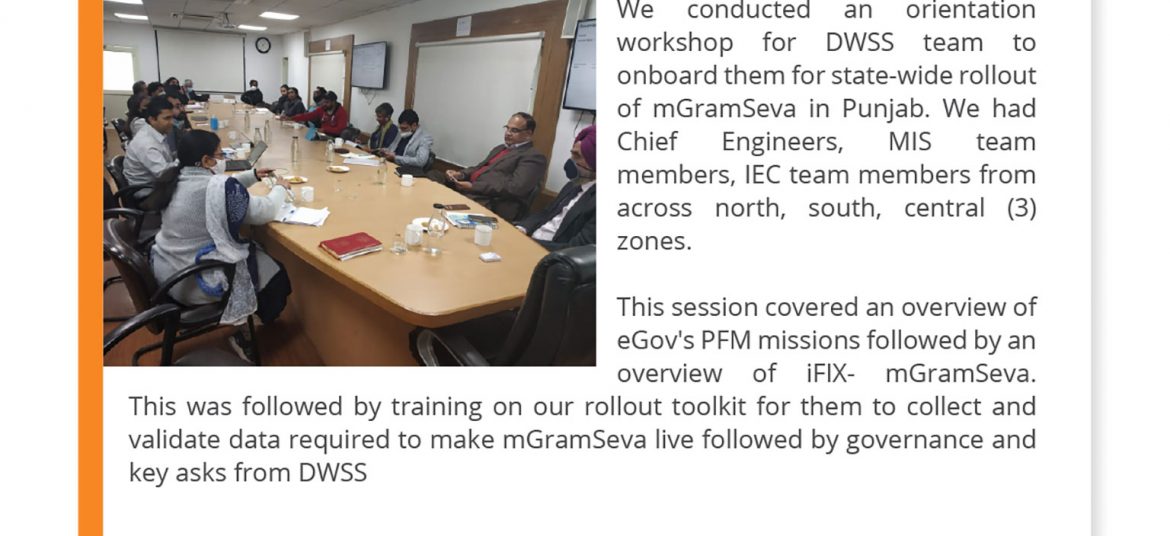 We conducted an orientation
workshop for DWSS team to
onboard them for state-wide rollout
of mGramSeva in Punjab. We had
Chief Engineers, MIS team
members, IEC team members from
across north, south, central (3)
zones.
This session covered an overview of
eGov's PFM missions followed by an
overview of iFIX- mGramSeva.
This was followed by training on our rollout toolkit for them to collect and
validate data required to make mGramSeva live followed by governance and
key asks from DWSS